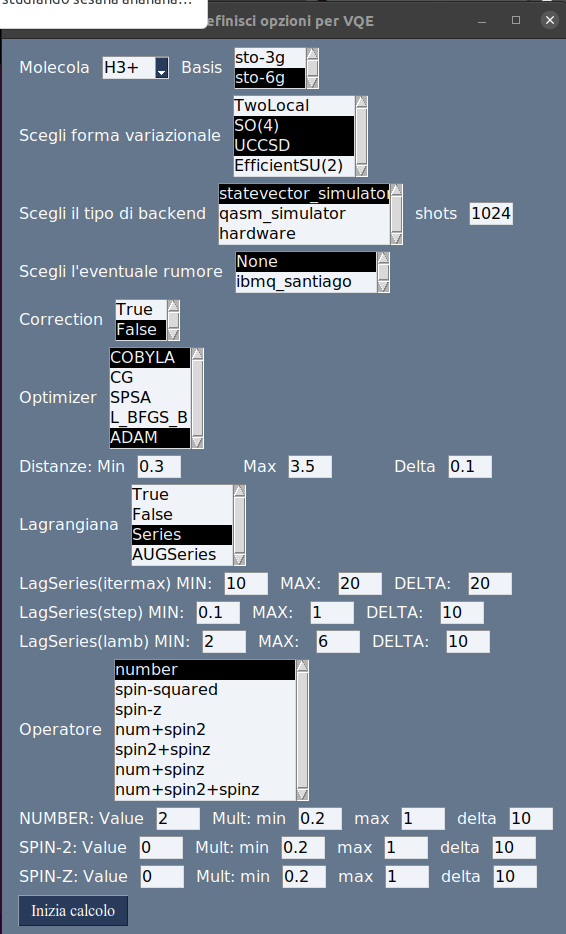 efinisci opzioni per VQE
Molecola H3+ Basis sto-3g
sto-6g
TwoLocal
Scegli forma variazionale SO(4)
UCCSD
EfficientSU(2)
statevector_simulator
Scegli il tipo di backend qasm_simulator shots 1024
hardware
Scegli l'eventuale rumore None
ibmq_santiago
Correction True
False
COBYLA
CG
Optimizer SPSA
L_BFGS_B
ADAM
Distanze: Min 0.3 Max 3.5 Delta 0.1
True
Lagrangiana False
Series
AUGSeries
LagSeries(itermax) MIN: 10 MAX: 20 DELTA: 20
LagSeries(step) MIN: 0.1 MAX: 1 DELTA: 10
LagSeries(lamb) MIN: 2 MAX: 6 DELTA: 10
number
spin-squared
spin-z
Operatore num+spin2
spin2+spinz
num+spinz
num+spin2+spinz
NUMBER: Value 2 Mult: min 0.2 max 1 delta 10
SPIN-2: Value 0 Mult: min 0.2 max 1 delta 10
SPIN-Z: Value 0 Mult: min 0.2 max 1 delta 10
Inizia calcolo